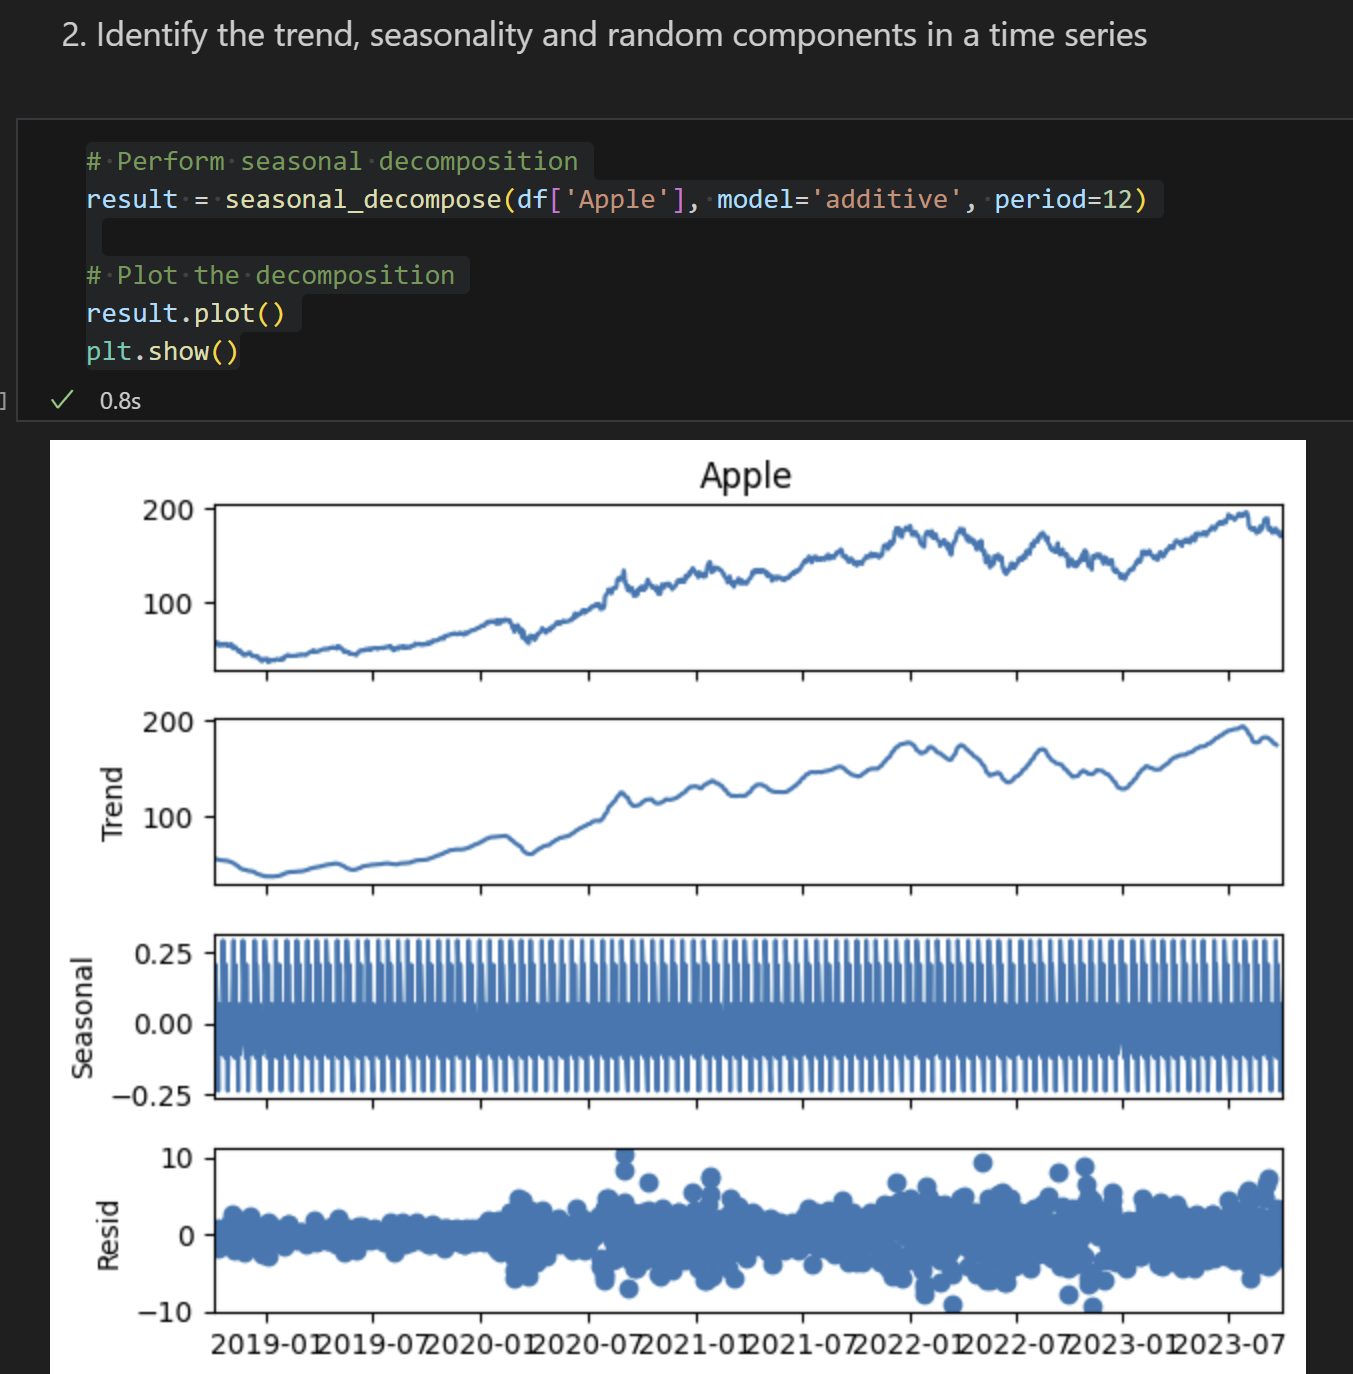 2. Identify the trend, seasonality and random components in a time series
# Perform seasonal decomposition
result = seasonal_decompose(df['Apple'], model='additive', period=12)
# Plot the decomposition
result.plot()
plt.show()
]
0.8s
Apple
200
100
200
Trend
100
0.25
Seasonal
0.00
−0.25
10
Resid
0
−10
2019-01 2019-07 2020-01 2020-07 2021-01 2021-07 2022-01 2022-07 2023-01 2023-07